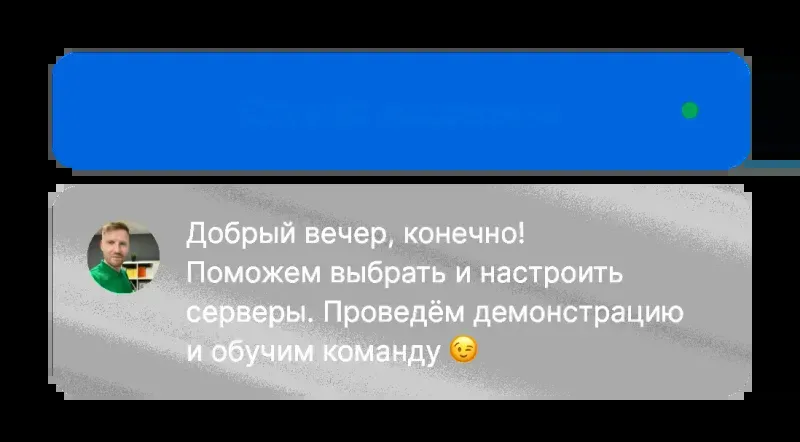 Добрый вечер, конечно!
Поможем выбрать и настроить
серверы. Проведём демонстрацию
и обучим команду 😉